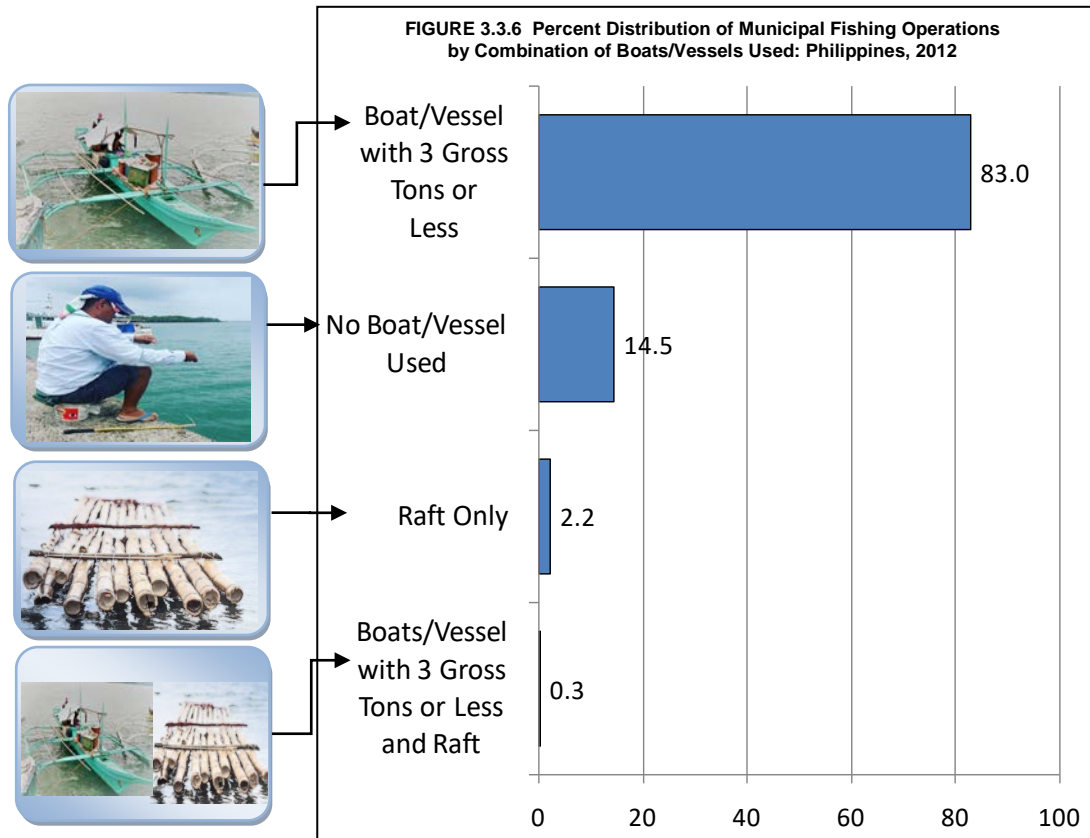 FIGURE 3.3.6 Percent Distribution of Municipal Fishing Operations
by Combination of Boats/Vessels Used: Philippines, 2012
Boat/Vessel
with 3 Gross
Tons or
Less
83.0
No Boat/Vessel
Used
14.5
Raft Only
2.2
Boats/Vessel
with 3 Gross
Tons or Less
and Raft
0.3
0 20 40 60 80 100